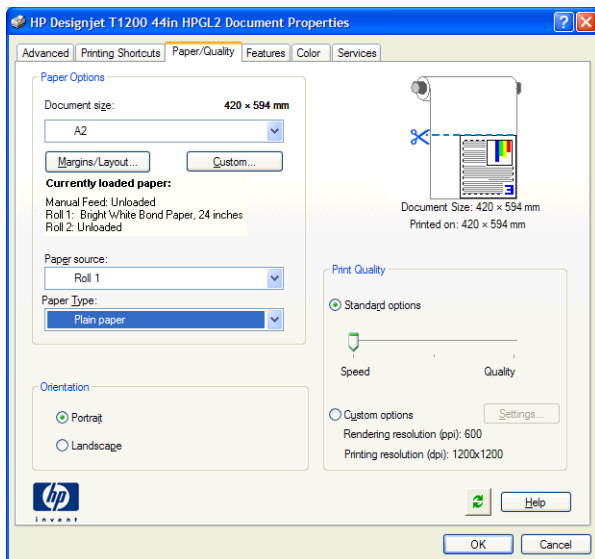 HP Designjet T1200 44in HPGL2 Document Properties
Advanced Printing Shortcuts Paper/Quality Features Color Services
Paper Options
Document size: 420 × 594 mm
A2
Margins/Layout... Custom...
Currently loaded paper:
Manual Feed: Unloaded
Roll 1: Bright White Bond Paper, 24 inches
Roll 2: Unloaded
Paper source:
Roll 1
Paper Type:
Plain paper
Orientation
Portrait
Landscape
Document Size: 420 × 594 mm
Printed on: 420 × 594 mm
Print Quality
Standard options
Speed Quality
Custom options Settings...
Rendering resolution (ppi): 600
Printing resolution (dpi): 1200x1200
hp
invent
Help
OK Cancel